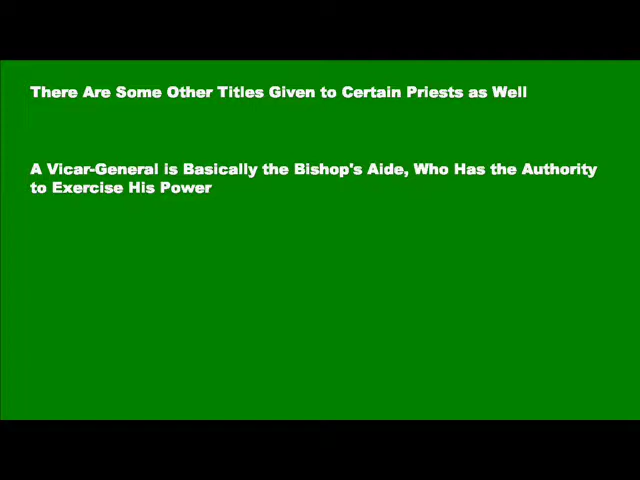 There Are Some Other Titles Given to Certain Priests as Well
A Vicar-General is Basically the Bishop's Aide, Who Has the Authority
to Exercise His Power